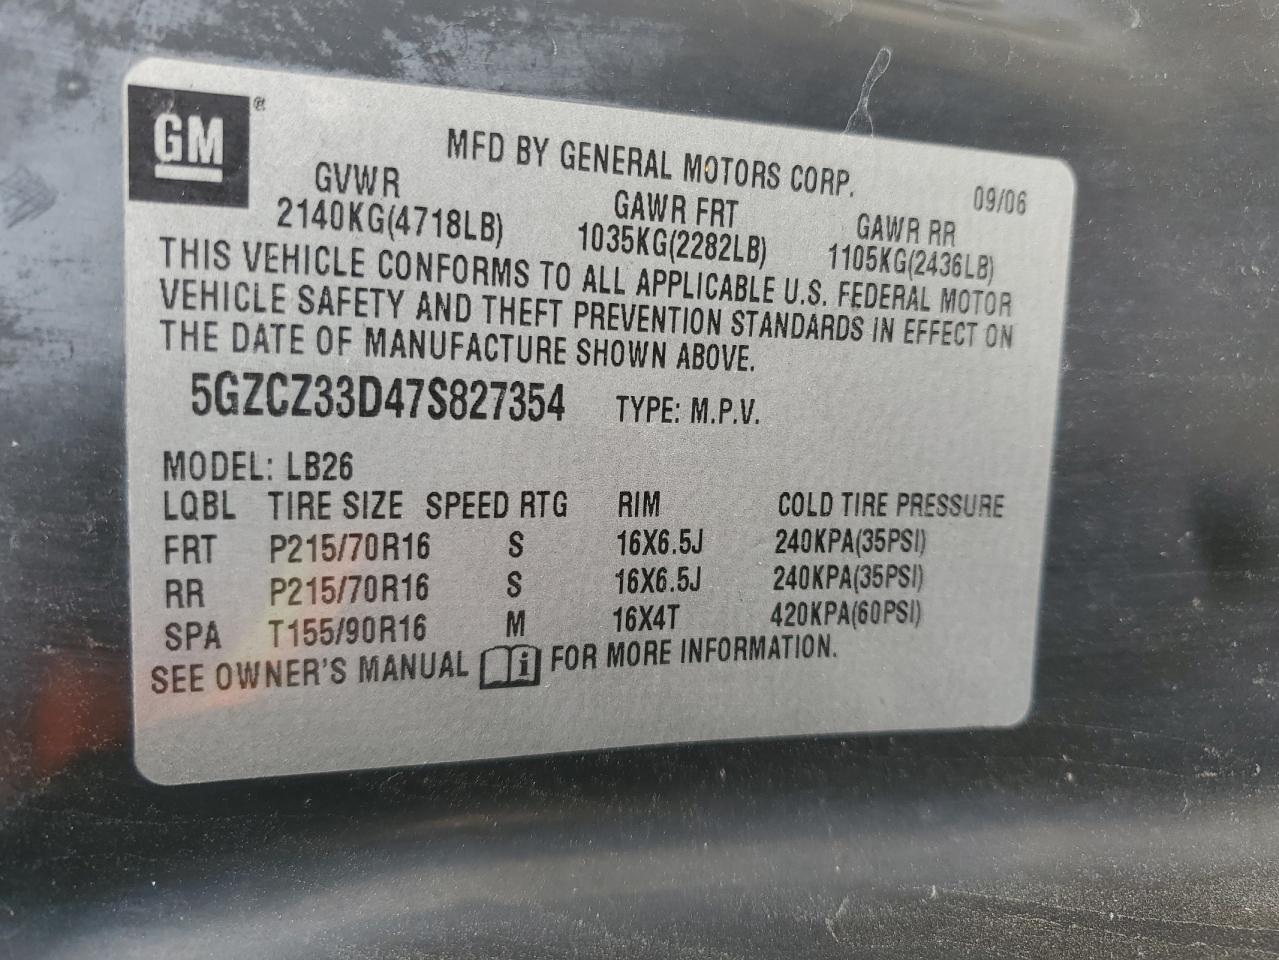 GM ®
MFD BY GENERAL MOTORS CORP.
09/06
GVWR GAWR FRT GAWR RR
2140KG(4718LB) 1035KG(2282LB) 1105KG(2436LB)
THIS VEHICLE CONFORMS TO ALL APPLICABLE U.S. FEDERAL MOTOR
VEHICLE SAFETY AND THEFT PREVENTION STANDARDS IN EFFECT ON
THE DATE OF MANUFACTURE SHOWN ABOVE.
5GZCZ33D47S827354 TYPE: M.P.V.
MODEL: LB26
LQBL TIRE SIZE SPEED RTG RIM COLD TIRE PRESSURE
FRT P215/70R16 S 16X6.5J 240KPA(35PSI)
RR P215/70R16 S 16X6.5J 240KPA(35PSI)
SPA T155/90R16 M 16X4T 420KPA(60PSI)
SEE OWNER'S MANUAL i FOR MORE INFORMATION.